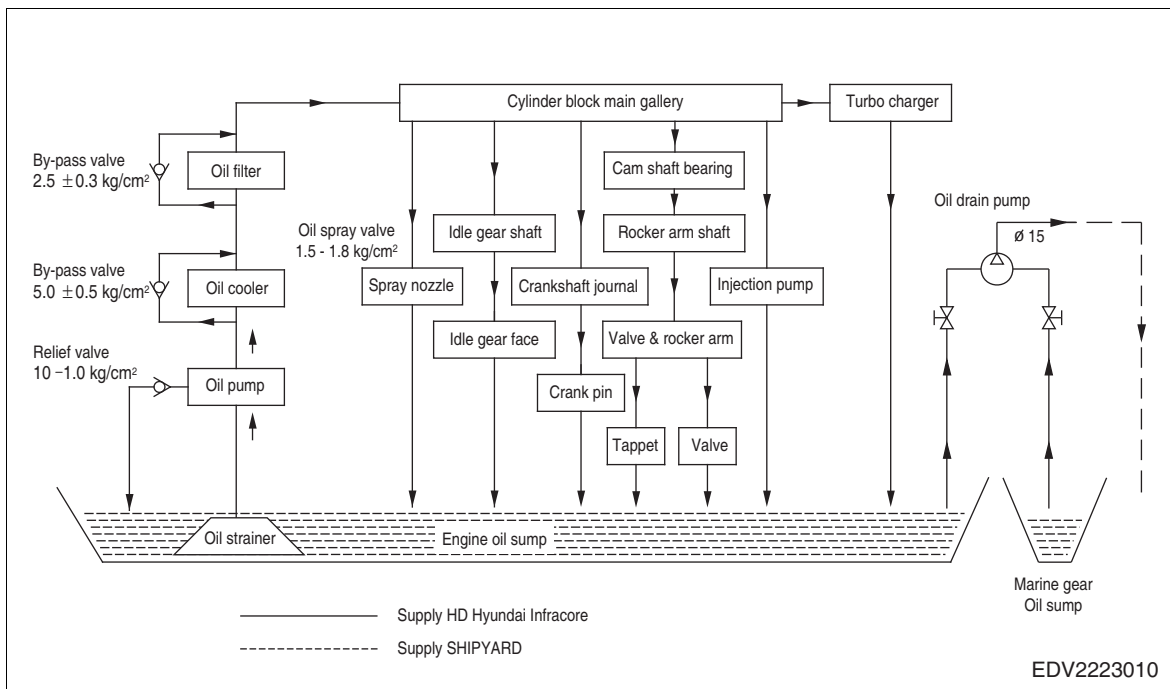 Cylinder block main gallery
Turbo charger
By-pass valve
2.5 ±0.3 kg/cm²
Oil filter
Cam shaft bearing
Oil drain pump
Oil spray valve
1.5 - 1.8 kg/cm²
Idle gear shaft
Rocker arm shaft
ø 15
By-pass valve
5.0 ±0.5 kg/cm²
Oil cooler
Spray nozzle
Crankshaft journal
Injection pump
Idle gear face
Valve & rocker arm
Relief valve
10 –1.0 kg/cm²
Oil pump
Crank pin
Tappet
Valve
Oil strainer
Engine oil sump
Marine gear
Oil sump
Supply HD Hyundai Infracore
Supply SHIPYARD
EDV2223010